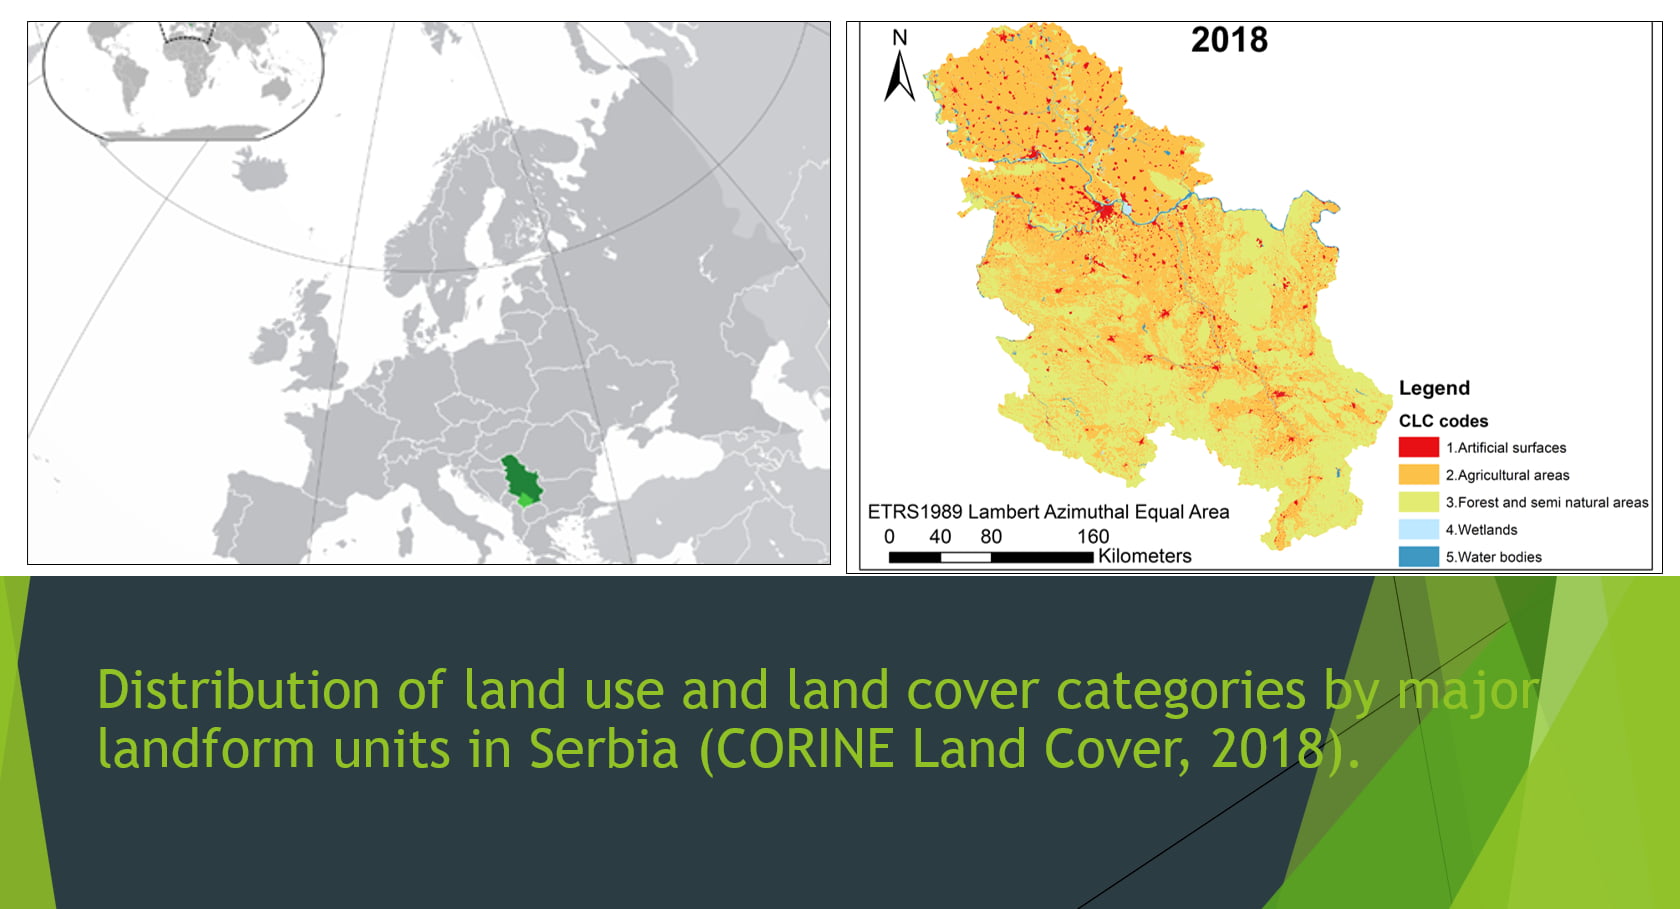 N
2018
Legend
CLC codes
1.Artificial surfaces
2.Agricultural areas
3.Forest and semi natural areas
4.Wetlands
5.Water bodies
ETRS1989 Lambert Azimuthal Equal Area
0 40 80 160
Kilometers
Distribution of land use and land cover categories by major
landform units in Serbia (CORINE Land Cover, 2018).